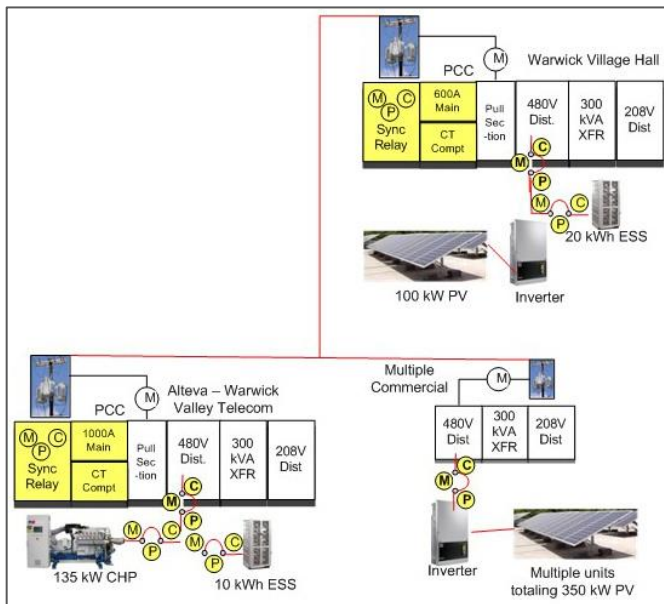 M
Warwick Village Hall
PCC
M C
P
Sync
Relay
600A
Main
CT
Compt
Pull
Sec
-tion
480V
Dist.
300
kVA
XFR
208V
Dist
C
M
P
M C
P
20 kWh ESS
100 kW PV
Inverter
M
Alteva – Warwick
Valley Telecom
PCC
M C
P
Sync
Relay
1000A
Main
CT
Compt
Pull
Sec
-tion
480V
Dist.
300
kVA
XFR
208V
Dist
C
M
P
M C
P
M C
P
135 kW CHP
10 kWh ESS
Multiple
Commercial
M
480V
Dist
300
kVA
XFR
208V
Dist
C
M
P
Inverter
Multiple units
totaling 350 kW PV